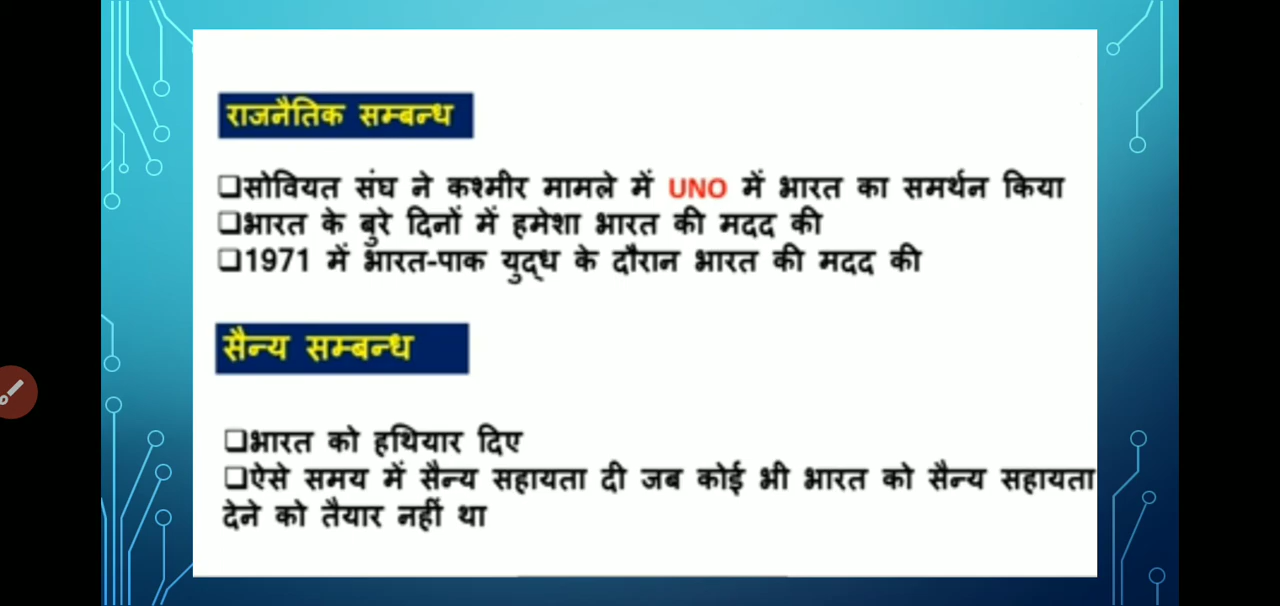 राजनैतिक सम्बन्ध
❑सोवियत संघ ने कश्मीर मामले में UNO में भारत का समर्थन किया
❑भारत के बुरे दिनों में हमेशा भारत की मदद की
❑1971 में भारत-पाक युद्ध के दौरान भारत की मदद की
सैन्य सम्बन्ध
❑भारत को हथियार दिए
❑ऐसे समय में सैन्य सहायता दी जब कोई भी भारत को सैन्य सहायता
देने को तैयार नहीं था